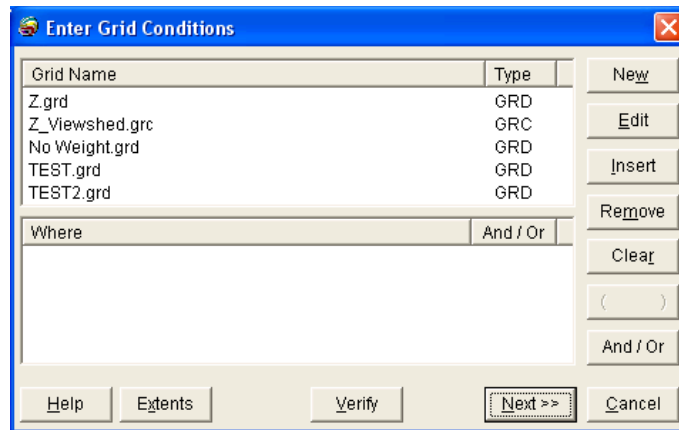 Enter Grid Conditions
Grid Name Type
Z.grd GRD
Z_Viewshed.grc GRC
No Weight.grd GRD
TEST.grd GRD
TEST2.grd GRD
Where And / Or
New
Edit
Insert
Remove
Clear
( )
And / Or
Help Extents Verify Next >> Cancel